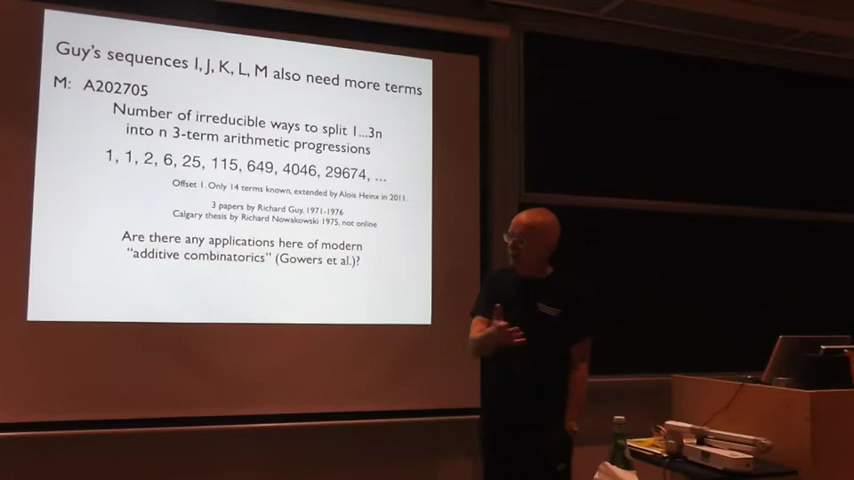 Guy's sequences I, J, K, L, M also need more terms
M: A202705
Number of irreducible ways to split 1...3n
into n 3-term arithmetic progressions
1, 1, 2, 6, 25, 115, 649, 4046, 29674, ...
Offset 1. Only 14 terms known, extended by Alois Heinz in 2011.
3 papers by Richard Guy, 1971-1976
Calgary thesis by Richard Nowakowski 1975, not online
Are there any applications here of modern
"additive combinatorics" (Gowers et al.)?